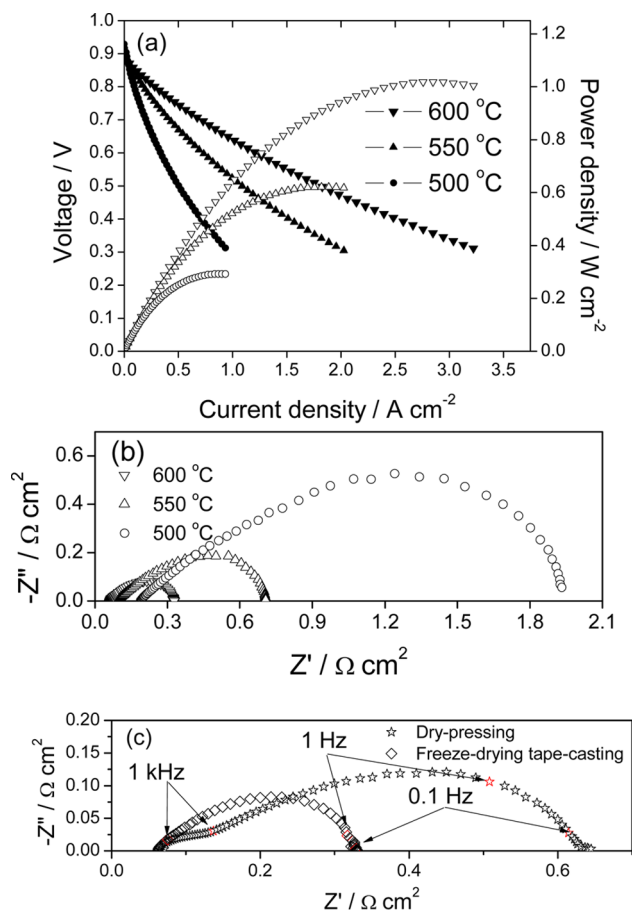 (a)
1.0
0.9
0.8
0.7
0.6
0.5
0.4
0.3
0.2
0.1
0.0
Voltage / V
1.2
1.0
0.8
0.6
0.4
0.2
0.0
Power density / W cm-2
600 °C
550 °C
500 °C
0.0 0.5 1.0 1.5 2.0 2.5 3.0 3.5
Current density / A cm-2
(b)
0.6
0.4
0.2
0.0
-Z" / Ω cm2
600 °C
550 °C
500 °C
0.0 0.3 0.6 0.9 1.2 1.5 1.8 2.1
Z' / Ω cm2
(c)
0.20
0.15
0.10
0.05
0.00
-Z" / Ω cm2
Dry-pressing
Freeze-drying tape-casting
1 kHz
1 Hz
0.1 Hz
0.0 0.2 0.4 0.6
Z' / Ω cm2